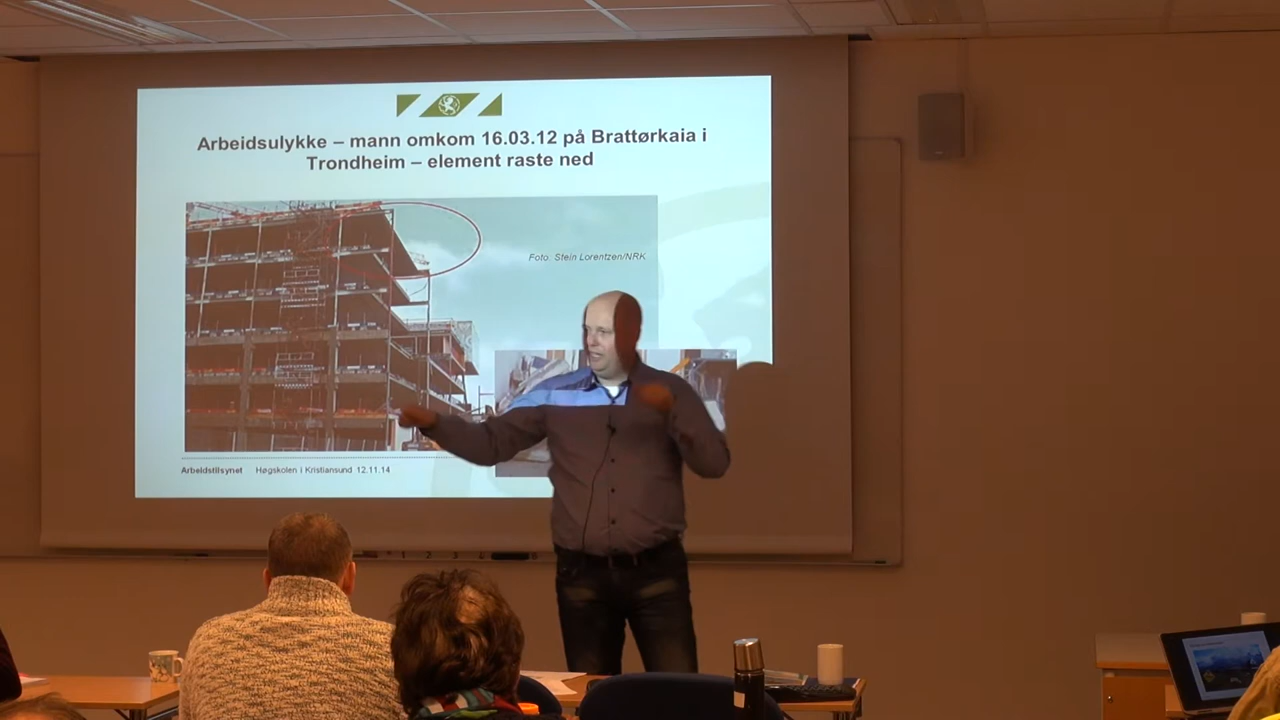 Arbeidsulykke – mann omkom 16.03.12 på Brattørkaia i
Trondheim – element raste ned
Foto: Stein Lorentzen/NRK
Arbeidstilsynet Høgskolen i Kristiansund 12.11.14